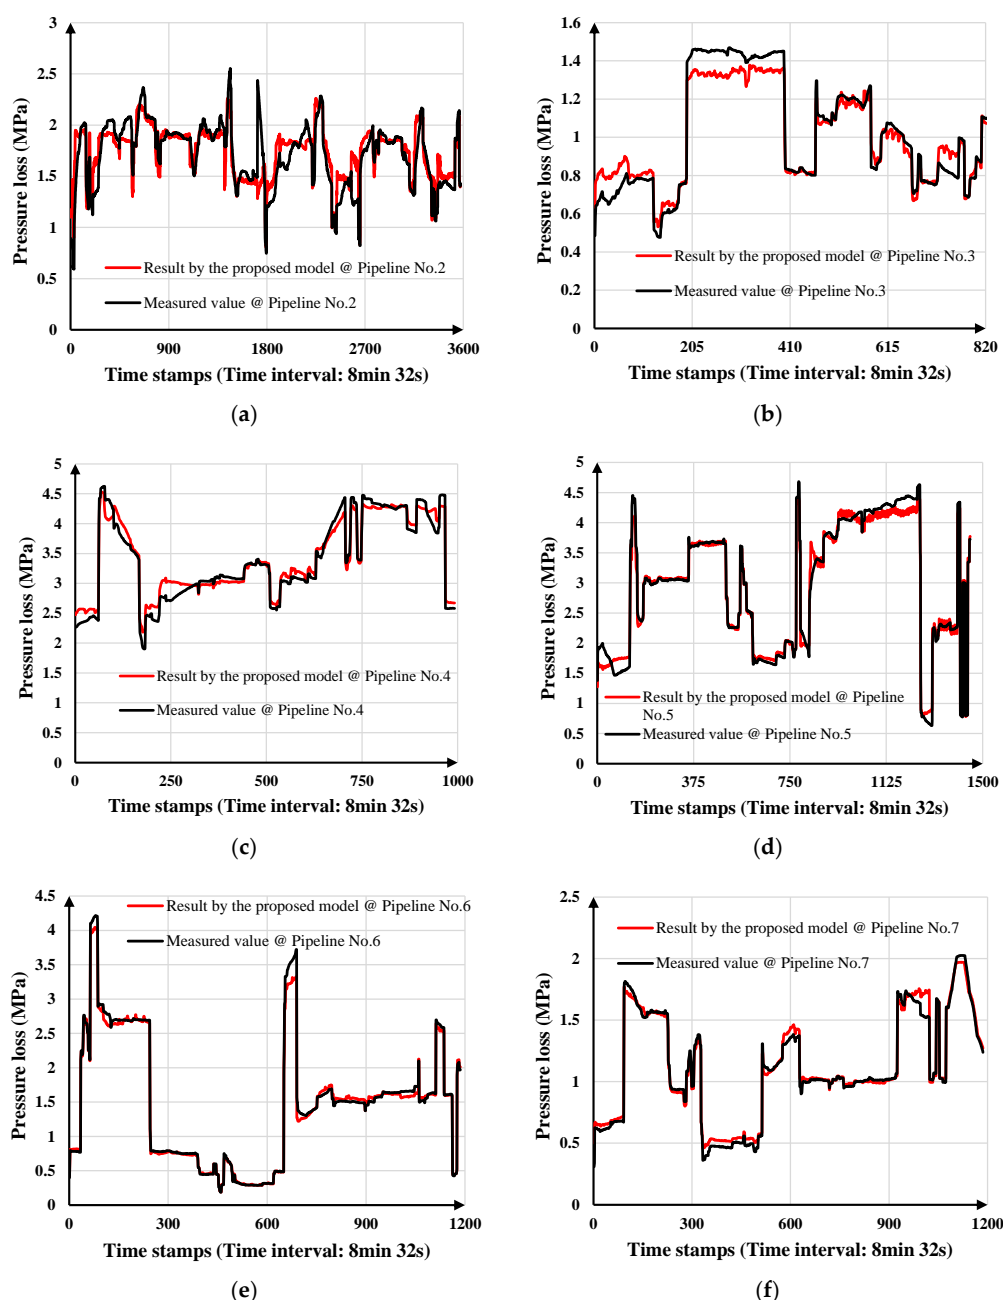 3
2.5
2
1.5
1
0.5
0
Pressure loss (MPa)
Result by the proposed model @ Pipeline No.2
Measured value @ Pipeline No.2
0 900 1800 2700 3600
Time stamps (Time interval: 8min 32s)
(a)
1.6
1.4
1.2
1
0.8
0.6
0.4
0.2
0
Pressure loss (MPa)
Result by the proposed model @ Pipeline No.3
Measured value @ Pipeline No.3
0 205 410 615 820
Time stamps (Time interval: 8min 32s)
(b)
5
4.5
4
3.5
3
2.5
2
1.5
1
0.5
0
Pressure loss (MPa)
Result by the proposed model @ Pipeline No.4
Measured value @ Pipeline No.4
0 250 500 750 1000
Time stamps (Time interval: 8min 32s)
(c)
5
4.5
4
3.5
3
2.5
2
1.5
1
0.5
0
Pressure loss (MPa)
Result by the proposed model @ Pipeline
No.5
Measured value @ Pipeline No.5
0 375 750 1125 1500
Time stamps (Time interval: 8min 32s)
(d)
4.5
4
3.5
3
2.5
2
1.5
1
0.5
0
Pressure loss (MPa)
Result by the proposed model @ Pipeline No.6
Measured value @ Pipeline No.6
0 300 600 900 1200
Time stamps (Time interval: 8min 32s)
(e)
2.5
2
1.5
1
0.5
0
Pressure loss (MPa)
Result by the proposed model @ Pipeline No.7
Measured value @ Pipeline No.7
0 300 600 900 1200
Time stamps (Time interval: 8min 32s)
(f)